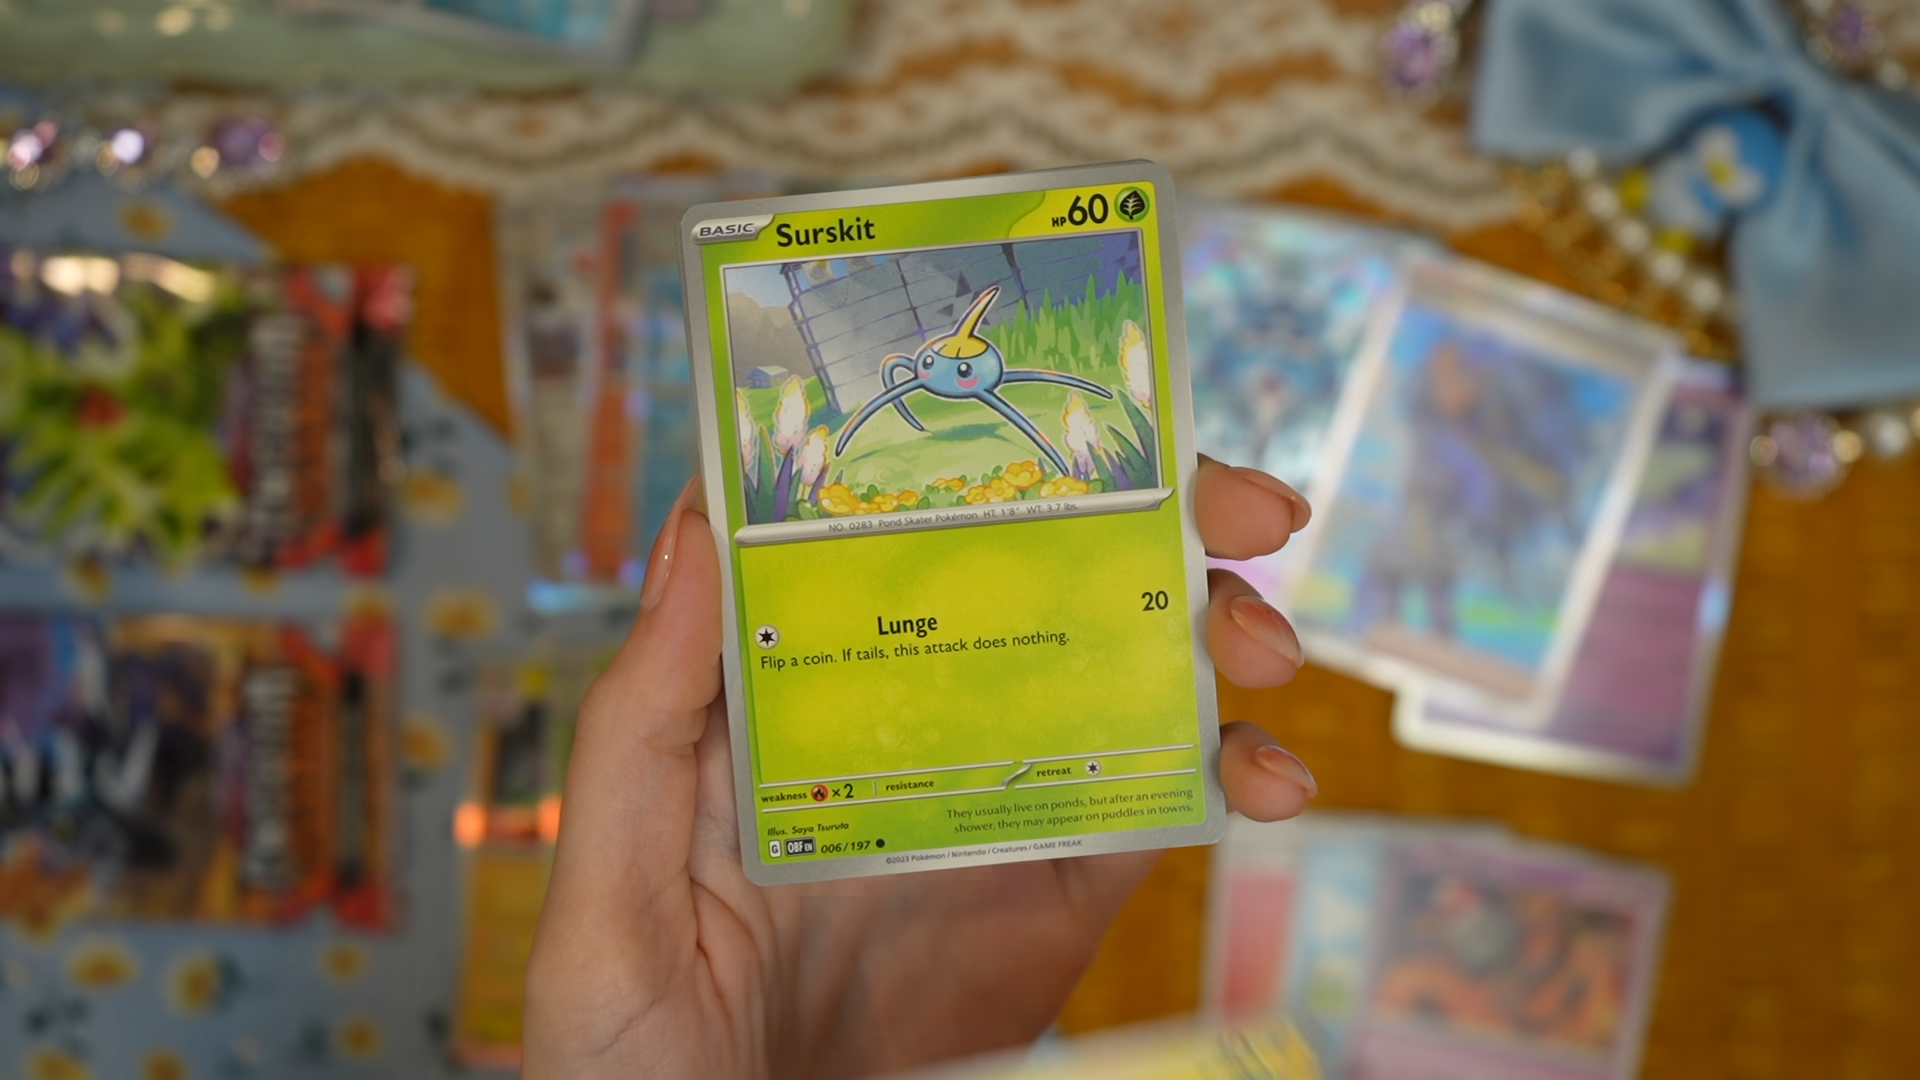 BASIC Surskit HP 60
NO. 0283 Pond Skater Pokémon HT. 1'8" WT. 3.7 lbs.
Lunge 20
Flip a coin. If tails, this attack does nothing.
weakness ×2 resistance retreat
They usually live on ponds, but after an evening
shower, they may appear on puddles in towns.
Illus. Saya Tsuruta
G OBF EN 006/197
©2023 Pokémon / Nintendo / Creatures / GAME FREAK